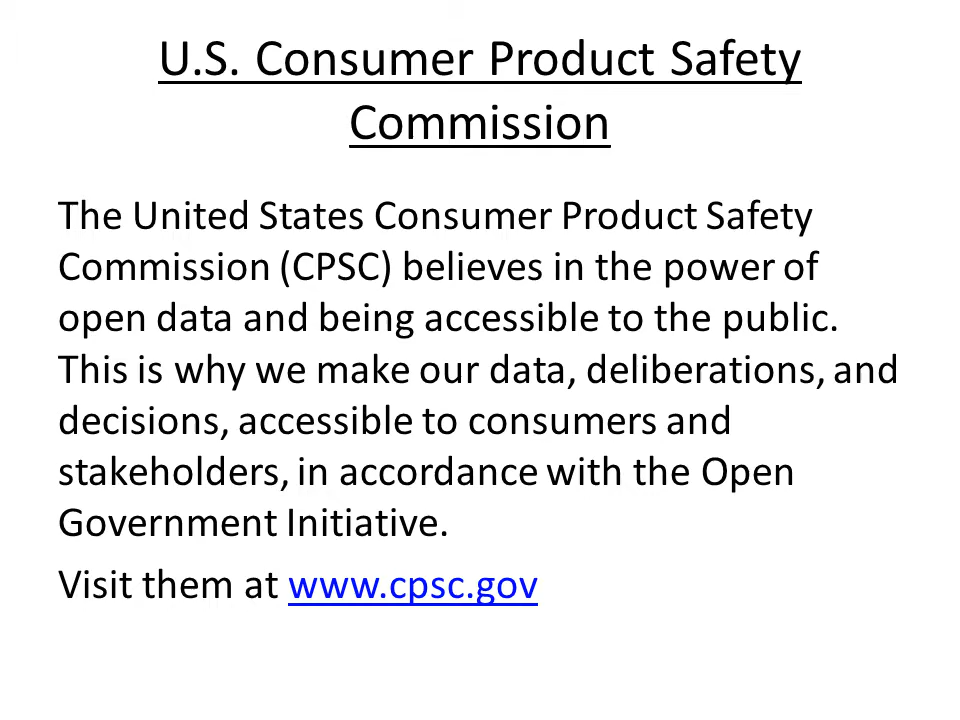 U.S. Consumer Product Safety
Commission
The United States Consumer Product Safety
Commission (CPSC) believes in the power of
open data and being accessible to the public.
This is why we make our data, deliberations, and
decisions, accessible to consumers and
stakeholders, in accordance with the Open
Government Initiative.
Visit them at www.cpsc.gov